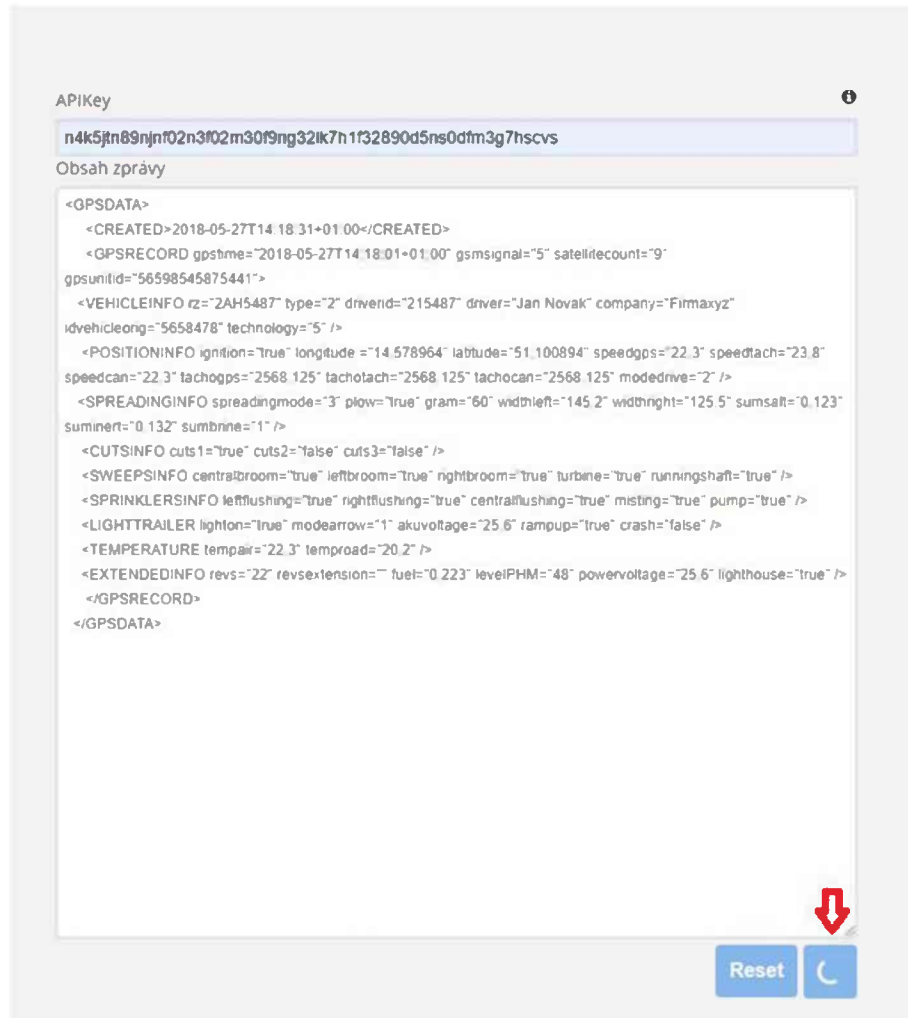 APIKey
n4k5jtn89njnf02n3f02m30f9ng32lk7h1f32890d5ns0dfm3g7hscvs
Obsah zprávy
<GPSDATA>
<CREATED>2018-05-27T14:18:31+01:00</CREATED>
<GPSRECORD gpstime="2018-05-27T14:18:01+01:00" gsmsignal="5" satellitecount="9"
gpsunitid="56598545875441">
<VEHICLEINFO rz="2AH5487" type="2" driverid="215487" driver="Jan Novak" company="Firmaxyz"
idvehicleorig="5658478" technology="5" />
<POSITIONINFO ignition="true" longitude ="14.578964" latitude="51.100894" speedgps="22.3" speedtach="23.8"
speedcan="22.3" tachogps="2568.125" tachotach="2568.125" tachocan="2568.125" modedrive="2" />
<SPREADINGINFO spreadingmode="3" plow="true" gram="60" widthleft="145.2" widthright="125.5" sumsalt="0.123"
suminert="0.132" sumbrine="1" />
<CUTSINFO cuts1="true" cuts2="false" cuts3="false" />
<SWEEPSINFO centralbroom="true" leftbroom="true" rightbroom="true" turbine="true" runningshaft="true" />
<SPRINKLERSINFO leftflushing="true" rightflushing="true" centralflushing="true" misting="true" pump="true" />
<LIGHTTRAILER lighton="true" modearrow="1" akuvoltage="25.6" rampup="true" crash="false" />
<TEMPERATURE tempair="22.3" temproad="20.2" />
<EXTENDEDINFO revs="22" revsextension="" fuel="0.223" levelPHM="48" powervoltage="25.6" lighthouse="true" />
</GPSRECORD>
</GPSDATA>
Reset